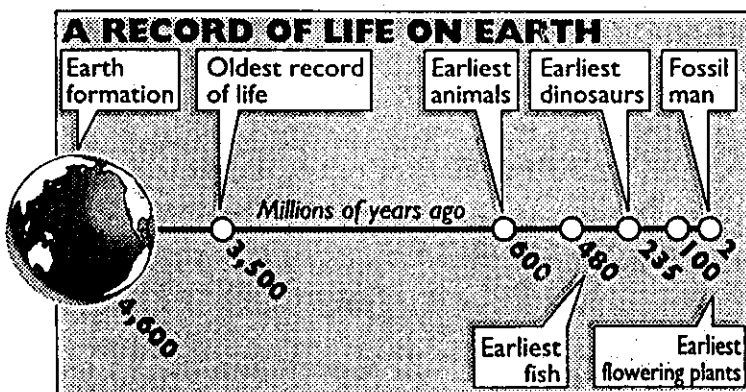 A RECORD OF LIFE ON EARTH
Earth
formation
Oldest record
of life
Earliest
animals
Earliest
dinosaurs
Fossil
man
Millions of years ago
4,600
3,500
600
480
235
100
2
Earliest
fish
Earliest
flowering plants